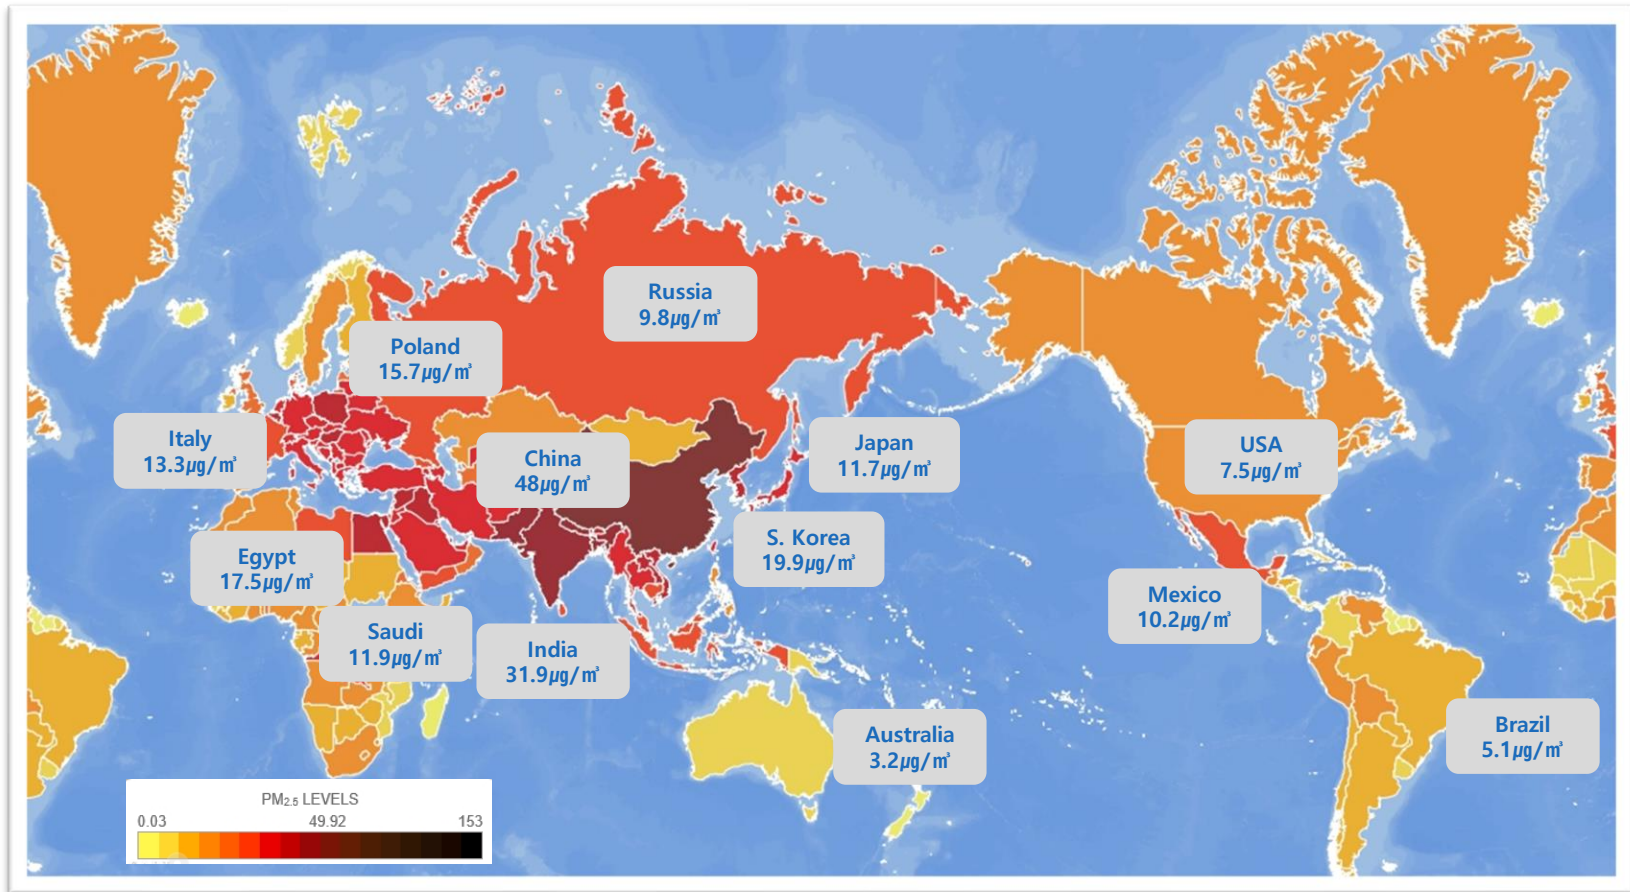 Russia
9.8㎍/㎥
Poland
15.7㎍/㎥
Italy
13.3㎍/㎥
China
48㎍/㎥
Japan
11.7㎍/㎥
USA
7.5㎍/㎥
S. Korea
19.9㎍/㎥
Egypt
17.5㎍/㎥
Mexico
10.2㎍/㎥
Saudi
11.9㎍/㎥
India
31.9㎍/㎥
Australia
3.2㎍/㎥
Brazil
5.1㎍/㎥
PM₂.₅ LEVELS
0.03 49.92 153